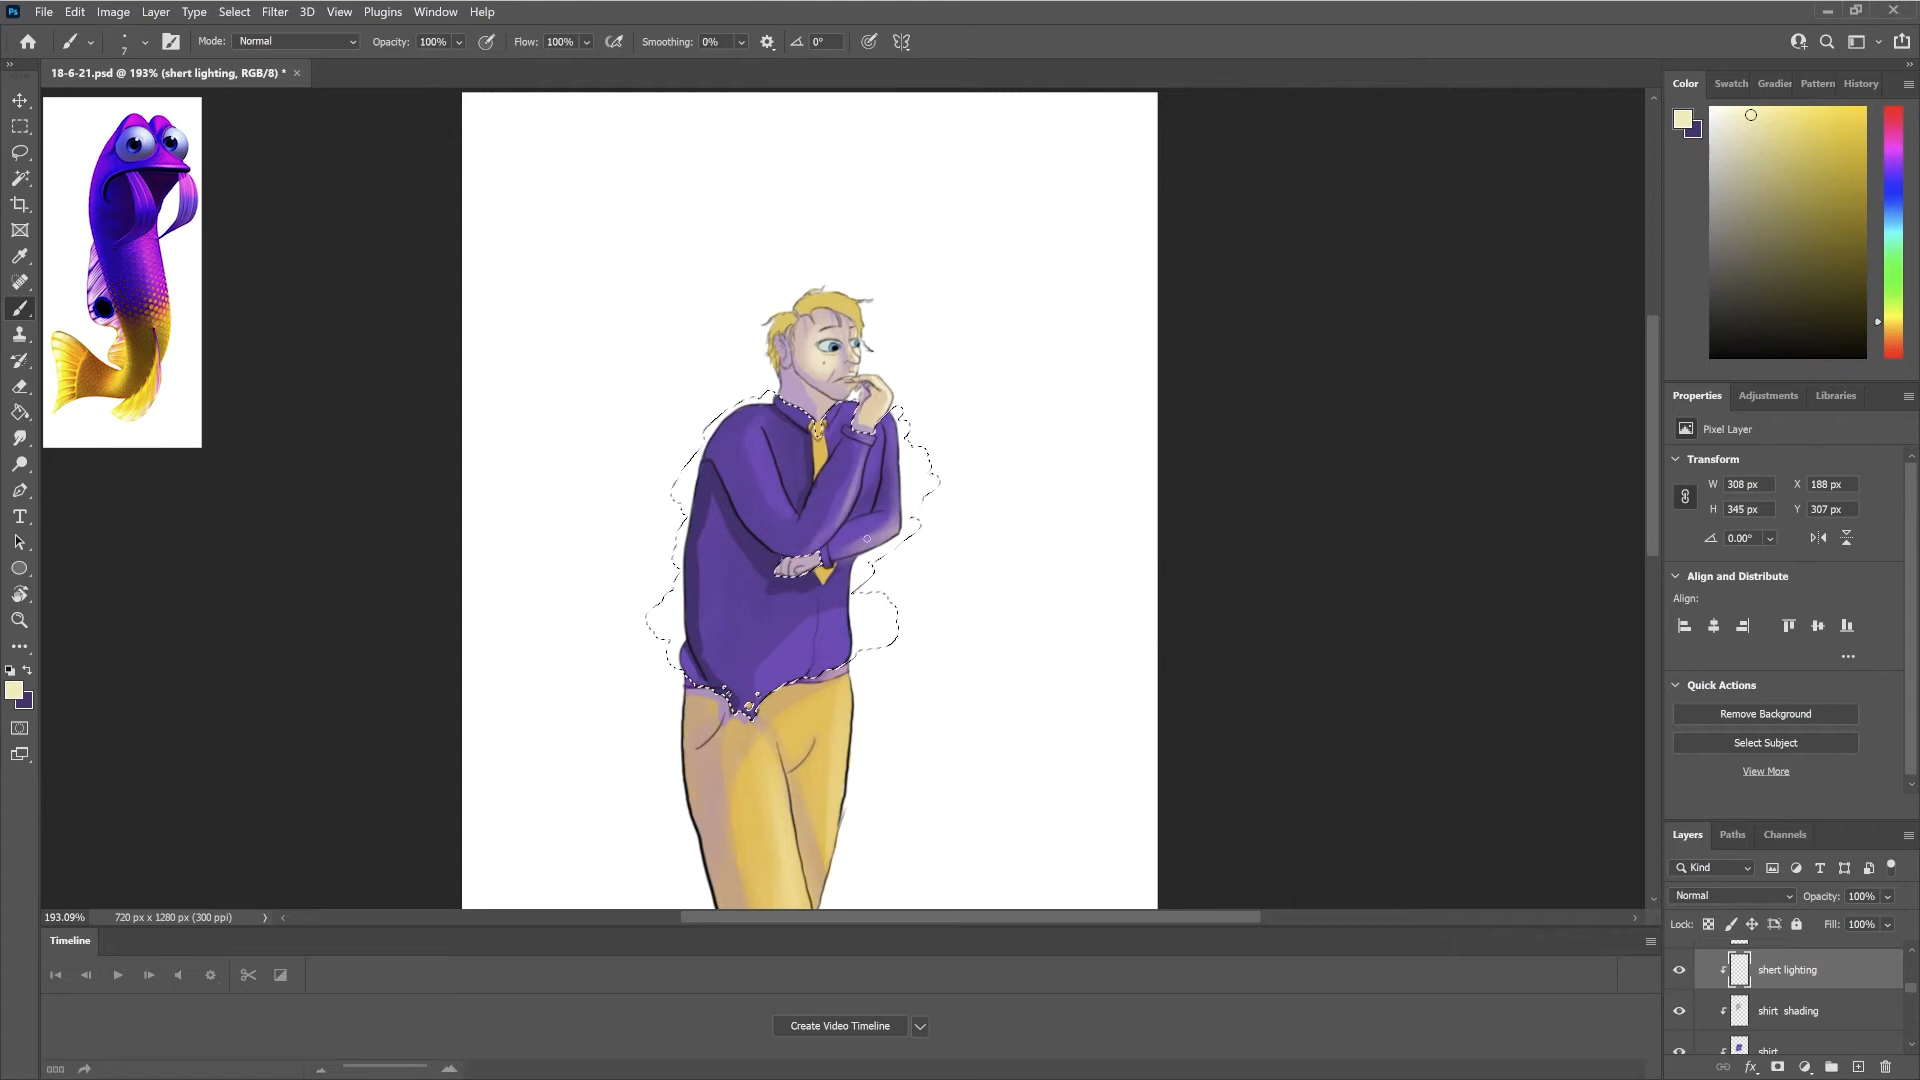 File Edit Image Layer Type Select Filter 3D View Plugins Window Help
7 Mode: Normal Opacity: 100% Flow: 100% Smoothing: 0% 0°
18-6-21.psd @ 193% (shert lighting, RGB/8) *
Color Swatch Gradier Pattern History
Properties Adjustments Libraries
Pixel Layer
Transform
W 308 px X 188 px
H 345 px Y 307 px
0.00°
Align and Distribute
Align:
Quick Actions
Remove Background
Select Subject
View More
Layers Paths Channels
Kind
Normal Opacity: 100%
Lock: Fill: 100%
shert lighting
shirt shading
shirt
193.09% 720 px x 1280 px (300 ppi)
Timeline
Create Video Timeline